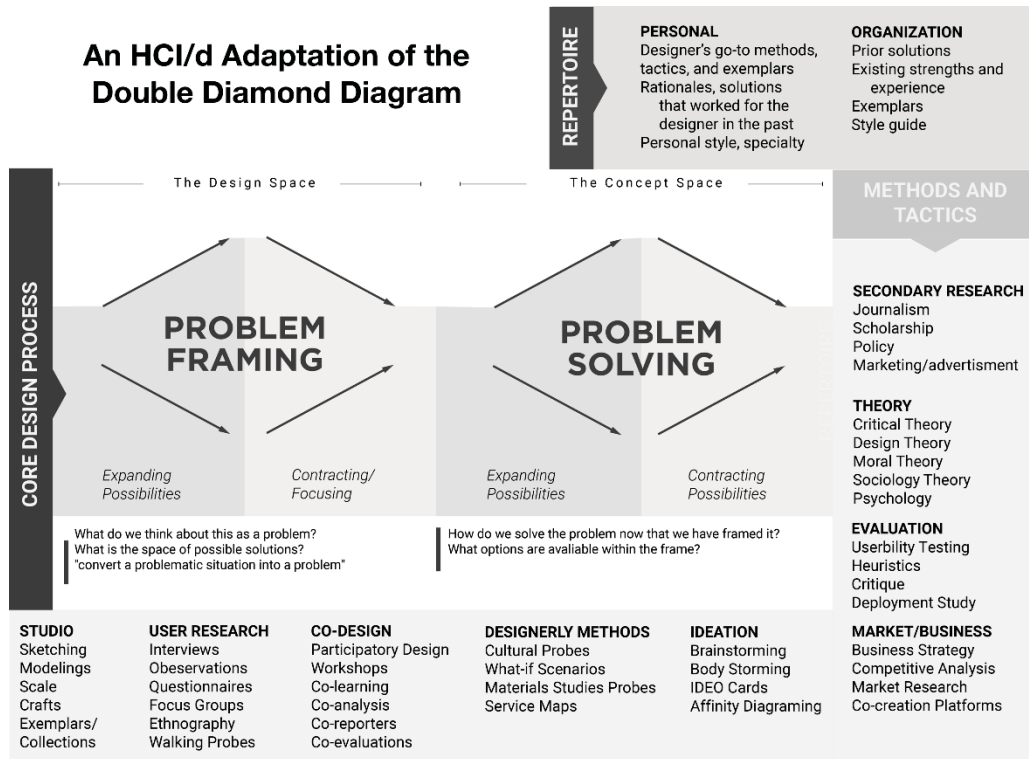 An HCI/d Adaptation of the
Double Diamond Diagram
REPERTOIRE
PERSONAL
Designer's go-to methods,
tactics, and exemplars
Rationales, solutions
that worked for the
designer in the past
Personal style, specialty
ORGANIZATION
Prior solutions
Existing strengths and
experience
Exemplars
Style guide
CORE DESIGN PROCESS
The Design Space
The Concept Space
PROBLEM
FRAMING
Expanding
Possibilities
Contracting/
Focusing
PROBLEM
SOLVING
Expanding
Possibilities
Contracting
Possibilities
What do we think about this as a problem?
What is the space of possible solutions?
"convert a problematic situation into a problem"
How do we solve the problem now that we have framed it?
What options are avaliable within the frame?
METHODS AND
TACTICS
SECONDARY RESEARCH
Journalism
Scholarship
Policy
Marketing/advertisment
THEORY
Critical Theory
Design Theory
Moral Theory
Sociology Theory
Psychology
EVALUATION
Userbility Testing
Heuristics
Critique
Deployment Study
MARKET/BUSINESS
Business Strategy
Competitive Analysis
Market Research
Co-creation Platforms
STUDIO
Sketching
Modelings
Scale
Crafts
Exemplars/
Collections
USER RESEARCH
Interviews
Obeservations
Questionnaires
Focus Groups
Ethnography
Walking Probes
CO-DESIGN
Participatory Design
Workshops
Co-learning
Co-analysis
Co-reporters
Co-evaluations
DESIGNERLY METHODS
Cultural Probes
What-if Scenarios
Materials Studies Probes
Service Maps
IDEATION
Brainstorming
Body Storming
IDEO Cards
Affinity Diagraming